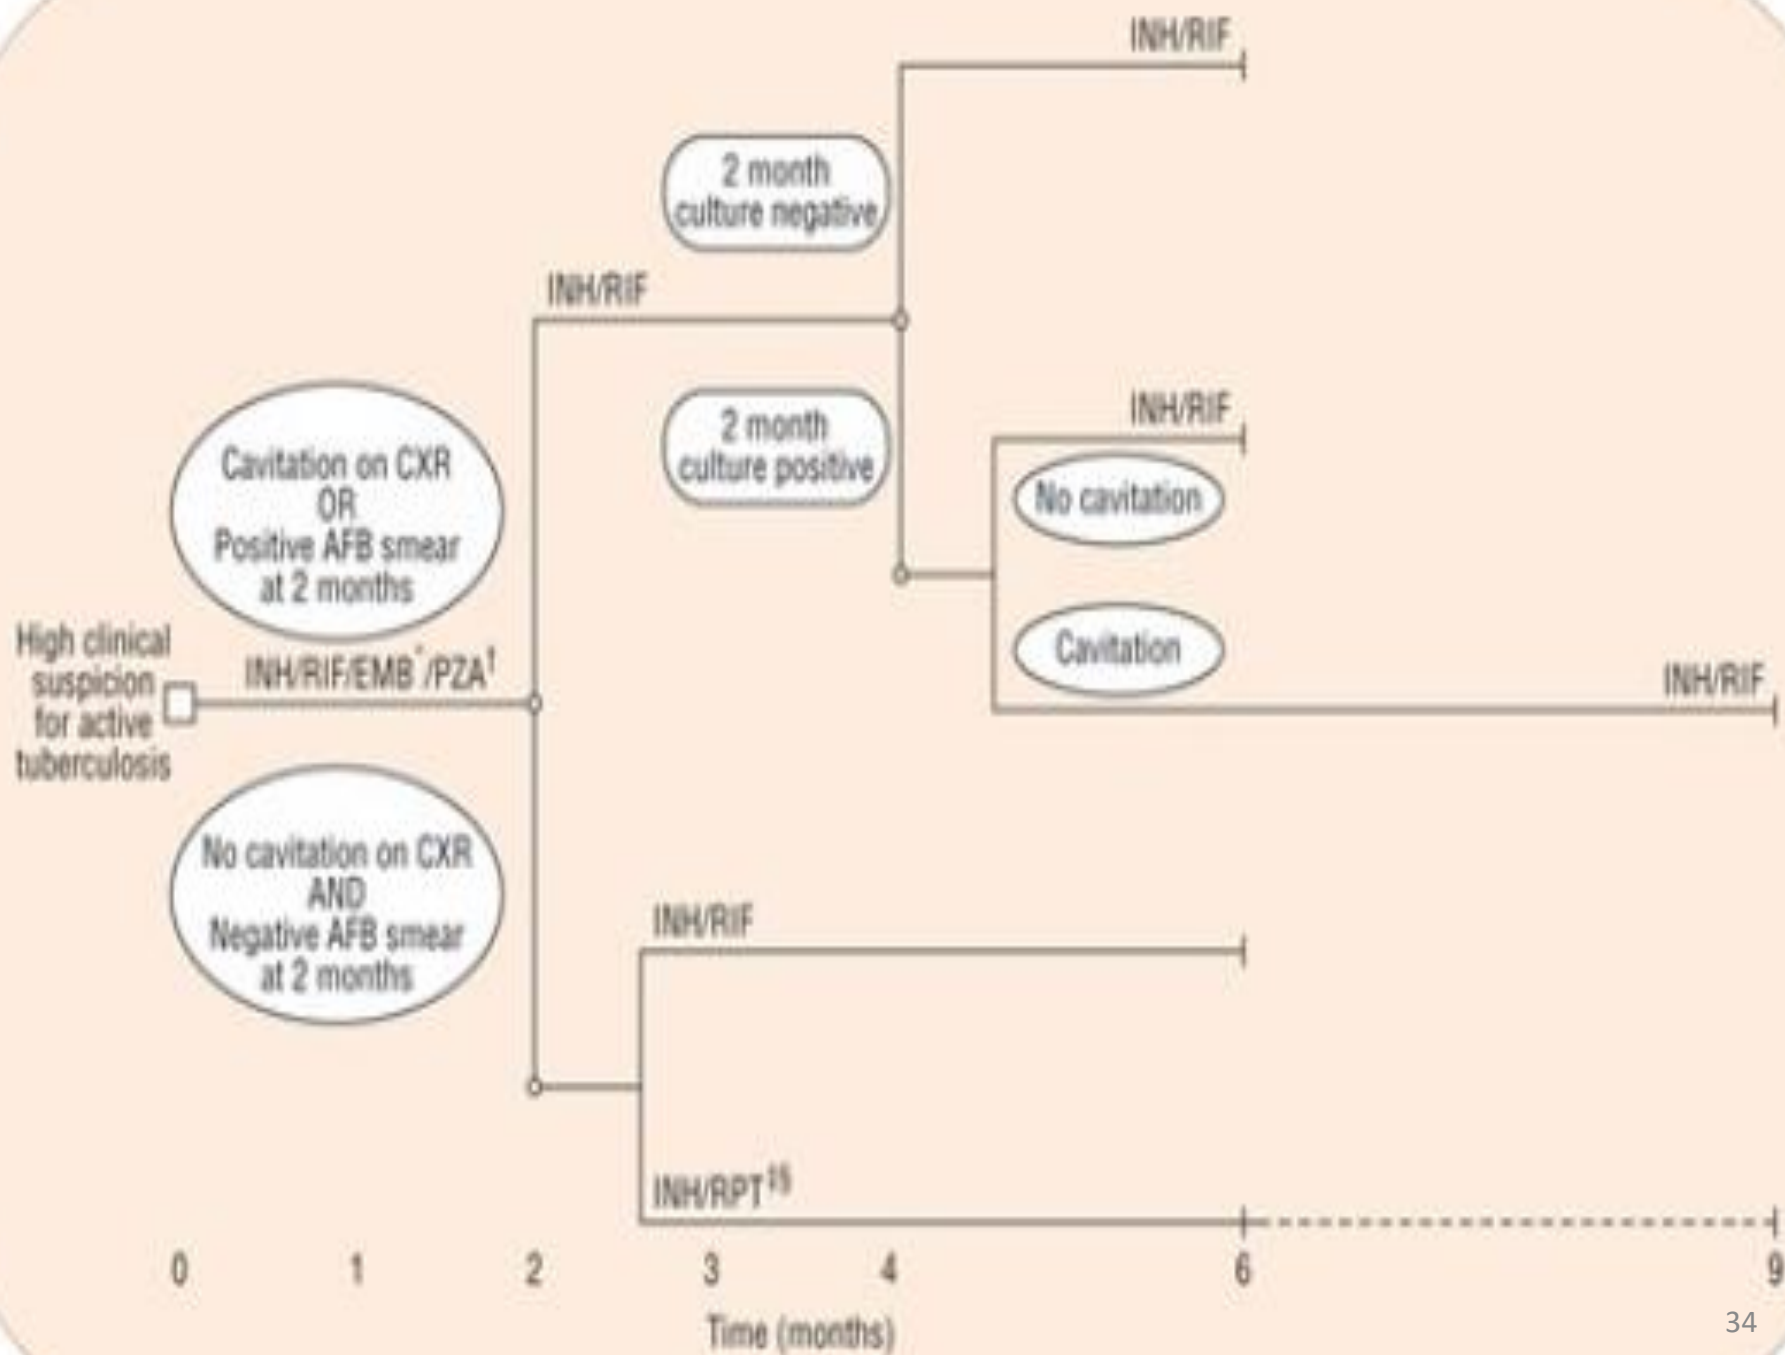 INH/RIF
2 month
culture negative
INH/RIF
2 month
culture positive
INH/RIF
No cavitation
Cavitation
INH/RIF
Cavitation on CXR
OR
Positive AFB smear
at 2 months
High clinical
suspicion
for active
tuberculosis
INH/RIF/EMB*/PZA†
No cavitation on CXR
AND
Negative AFB smear
at 2 months
INH/RIF
INH/RPT‡§
0 1 2 3 4 6 9
Time (months)
34